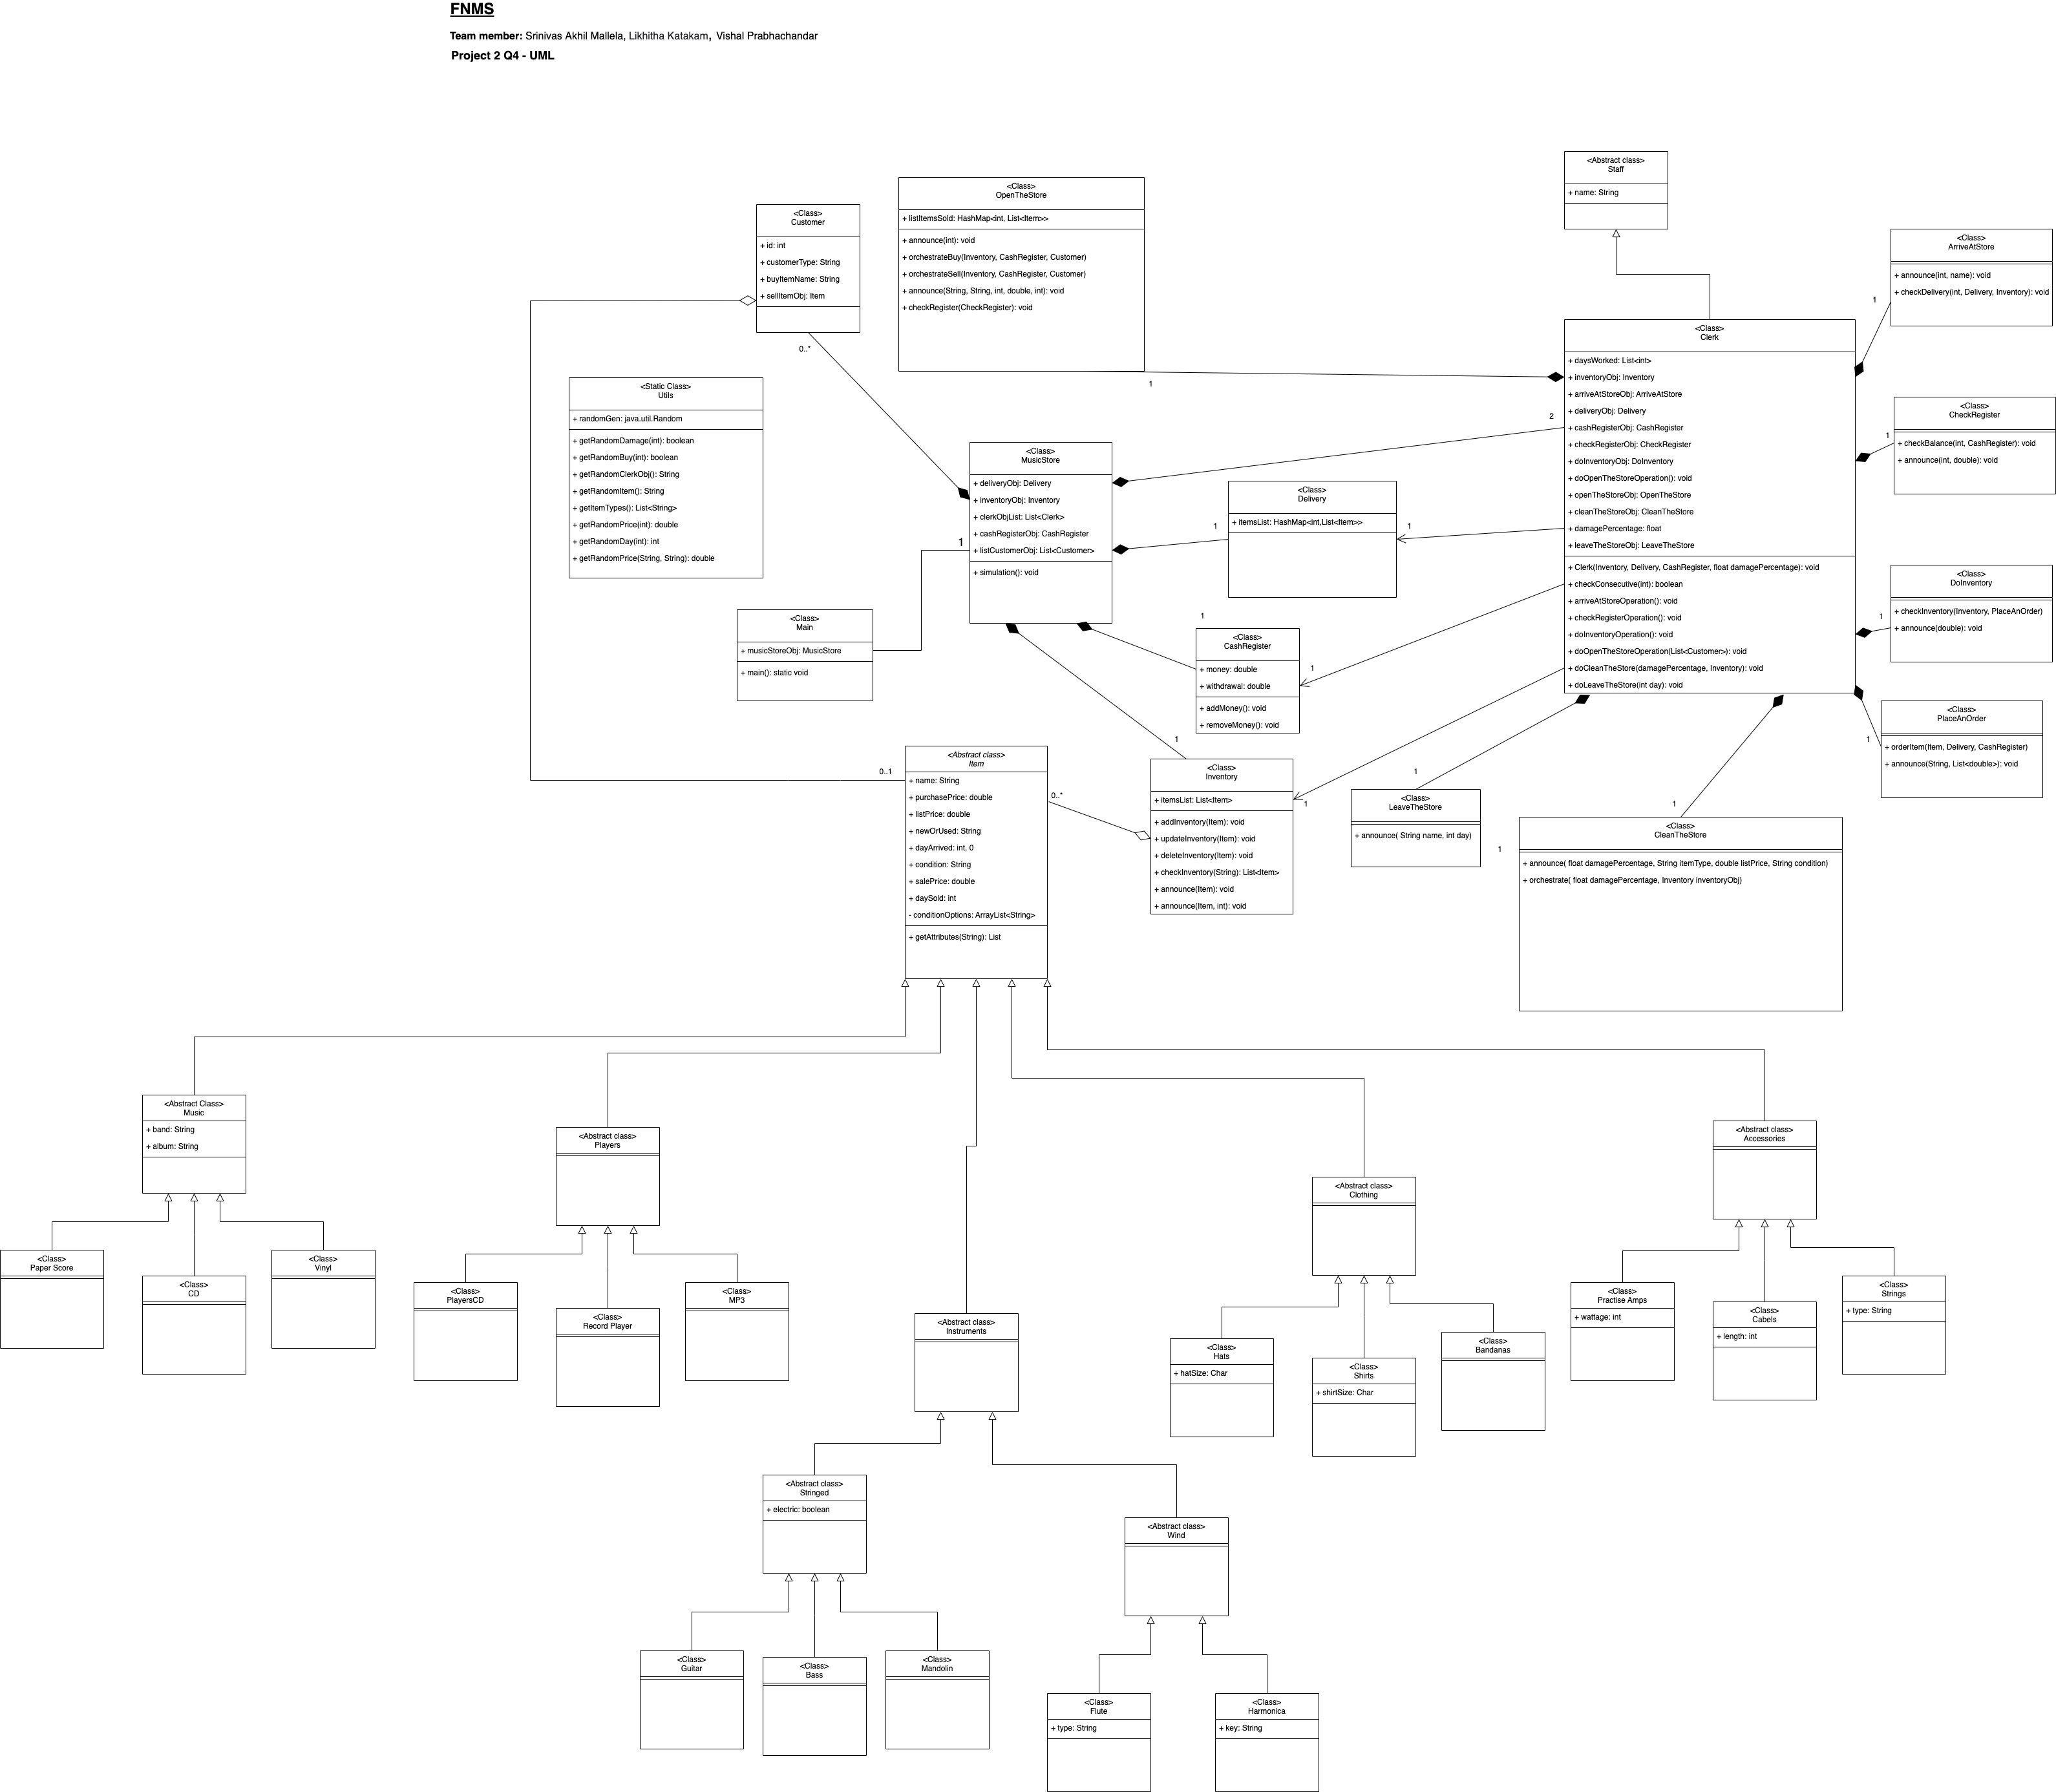 FNMS
Team member: Srinivas Akhil Mallela, Likhitha Katakam, Vishal Prabhachandar
Project 2 Q4 - UML
<Abstract class>
Staff
+ name: String
<Class>
OpenTheStore
+ listItemsSold: HashMap<int, List<Item>>
+ announce(int): void
+ orchestrateBuy(Inventory, CashRegister, Customer)
+ orchestrateSell(Inventory, CashRegister, Customer)
+ announce(String, String, int, double, int): void
+ checkRegister(CheckRegister): void
1
<Class>
Customer
+ id: int
+ customerType: String
+ buyItemName: String
+ sellItemObj: Item
0..*
<Class>
ArriveAtStore
+ announce(int, name): void
+ checkDelivery(int, Delivery, Inventory): void
1
<Class>
Clerk
+ daysWorked: List<int>
+ inventoryObj: Inventory
+ arriveAtStoreObj: ArriveAtStore
+ deliveryObj: Delivery
+ cashRegisterObj: CashRegister
+ checkRegisterObj: CheckRegister
+ doInventoryObj: DoInventory
+ doOpenTheStoreOperation(): void
+ openTheStoreObj: OpenTheStore
+ cleanTheStoreObj: CleanTheStore
+ damagePercentage: float
+ leaveTheStoreObj: LeaveTheStore
+ Clerk(Inventory, Delivery, CashRegister, float damagePercentage): void
+ checkConsecutive(int): boolean
+ arriveAtStoreOperation(): void
+ checkRegisterOperation(): void
+ doInventoryOperation(): void
+ doOpenTheStoreOperation(List<Customer>): void
+ doCleanTheStore(damagePercentage, Inventory): void
+ doLeaveTheStore(int day): void
2
<Static Class>
Utils
+ randomGen: java.util.Random
+ getRandomDamage(int): boolean
+ getRandomBuy(int): boolean
+ getRandomClerkObj(): String
+ getRandomItem(): String
+ getItemTypes(): List<String>
+ getRandomPrice(int): double
+ getRandomDay(int): int
+ getRandomPrice(String, String): double
<Class>
CheckRegister
+ checkBalance(int, CashRegister): void
+ announce(int, double): void
1
<Class>
MusicStore
+ deliveryObj: Delivery
+ inventoryObj: Inventory
+ clerkObjList: List<Clerk>
+ cashRegisterObj: CashRegister
+ listCustomerObj: List<Customer>
+ simulation(): void
1
<Class>
Delivery
+ itemsList: HashMap<int,List<Item>>
1
1
<Class>
DoInventory
+ checkInventory(Inventory, PlaceAnOrder)
+ announce(double): void
1
<Class>
Main
+ musicStoreObj: MusicStore
+ main(): static void
1
<Class>
CashRegister
+ money: double
+ withdrawal: double
+ addMoney(): void
+ removeMoney(): void
1
<Class>
PlaceAnOrder
+ orderItem(Item, Delivery, CashRegister)
+ announce(String, List<double>): void
1
<Abstract class>
Item
+ name: String
+ purchasePrice: double
+ listPrice: double
+ newOrUsed: String
+ dayArrived: int, 0
+ condition: String
+ salePrice: double
+ daySold: int
- conditionOptions: ArrayList<String>
+ getAttributes(String): List
0..1
0..*
1
<Class>
Inventory
+ itemsList: List<Item>
+ addInventory(Item): void
+ updateInventory(Item): void
+ deleteInventory(Item): void
+ checkInventory(String): List<Item>
+ announce(Item): void
+ announce(Item, int): void
1
1
<Class>
LeaveTheStore
+ announce( String name, int day)
1
1
<Class>
CleanTheStore
+ announce( float damagePercentage, String itemType, double listPrice, String condition)
+ orchestrate( float damagePercentage, Inventory inventoryObj)
<Abstract Class>
Music
+ band: String
+ album: String
<Abstract class>
Players
<Abstract class>
Accessories
<Abstract class>
Clothing
<Class>
Paper Score
<Class>
CD
<Class>
Vinyl
<Class>
PlayersCD
<Class>
Record Player
<Class>
MP3
<Abstract class>
Instruments
<Class>
Hats
+ hatSize: Char
<Class>
Shirts
+ shirtSize: Char
<Class>
Bandanas
<Class>
Practise Amps
+ wattage: int
<Class>
Cabels
+ length: int
<Class>
Strings
+ type: String
<Abstract class>
Stringed
+ electric: boolean
<Abstract class>
Wind
<Class>
Guitar
<Class>
Bass
<Class>
Mandolin
<Class>
Flute
+ type: String
<Class>
Harmonica
+ key: String